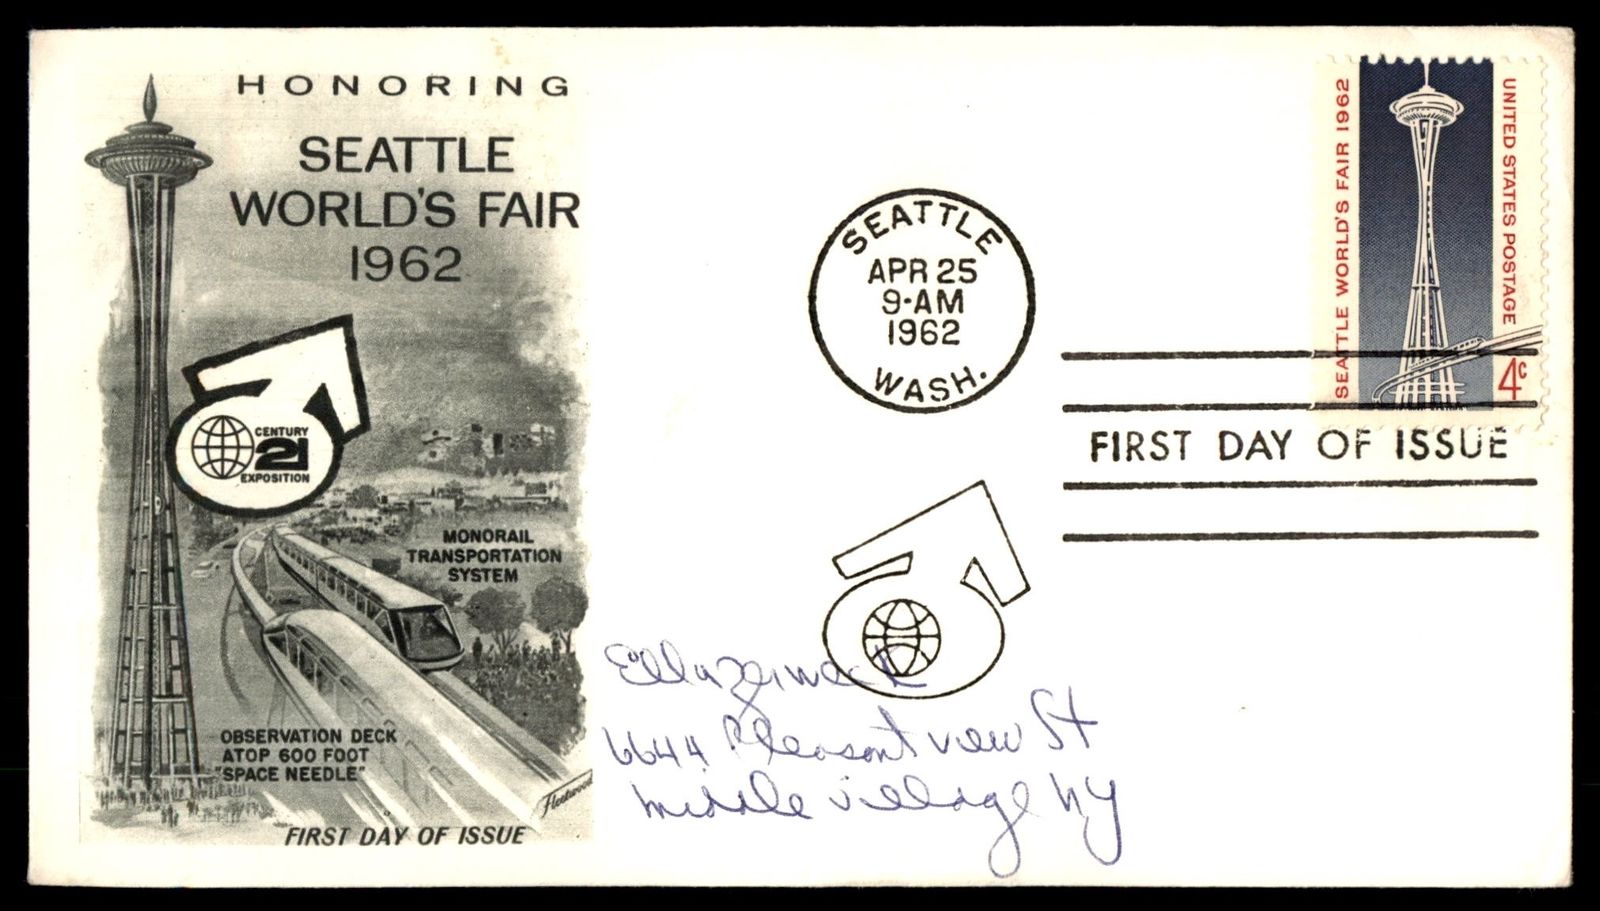 HONORING
SEATTLE
WORLD'S FAIR
1962
CENTURY
21
EXPOSITION
MONORAIL
TRANSPORTATION
SYSTEM
OBSERVATION DECK
ATOP 600 FOOT
"SPACE NEEDLE"
Fleetwood
FIRST DAY OF ISSUE
SEATTLE
APR 25
9-AM
1962
WASH.
SEATTLE WORLD'S FAIR 1962
UNITED STATES POSTAGE
4c
FIRST DAY OF ISSUE
6644 Pleasant view St
Middle village NY